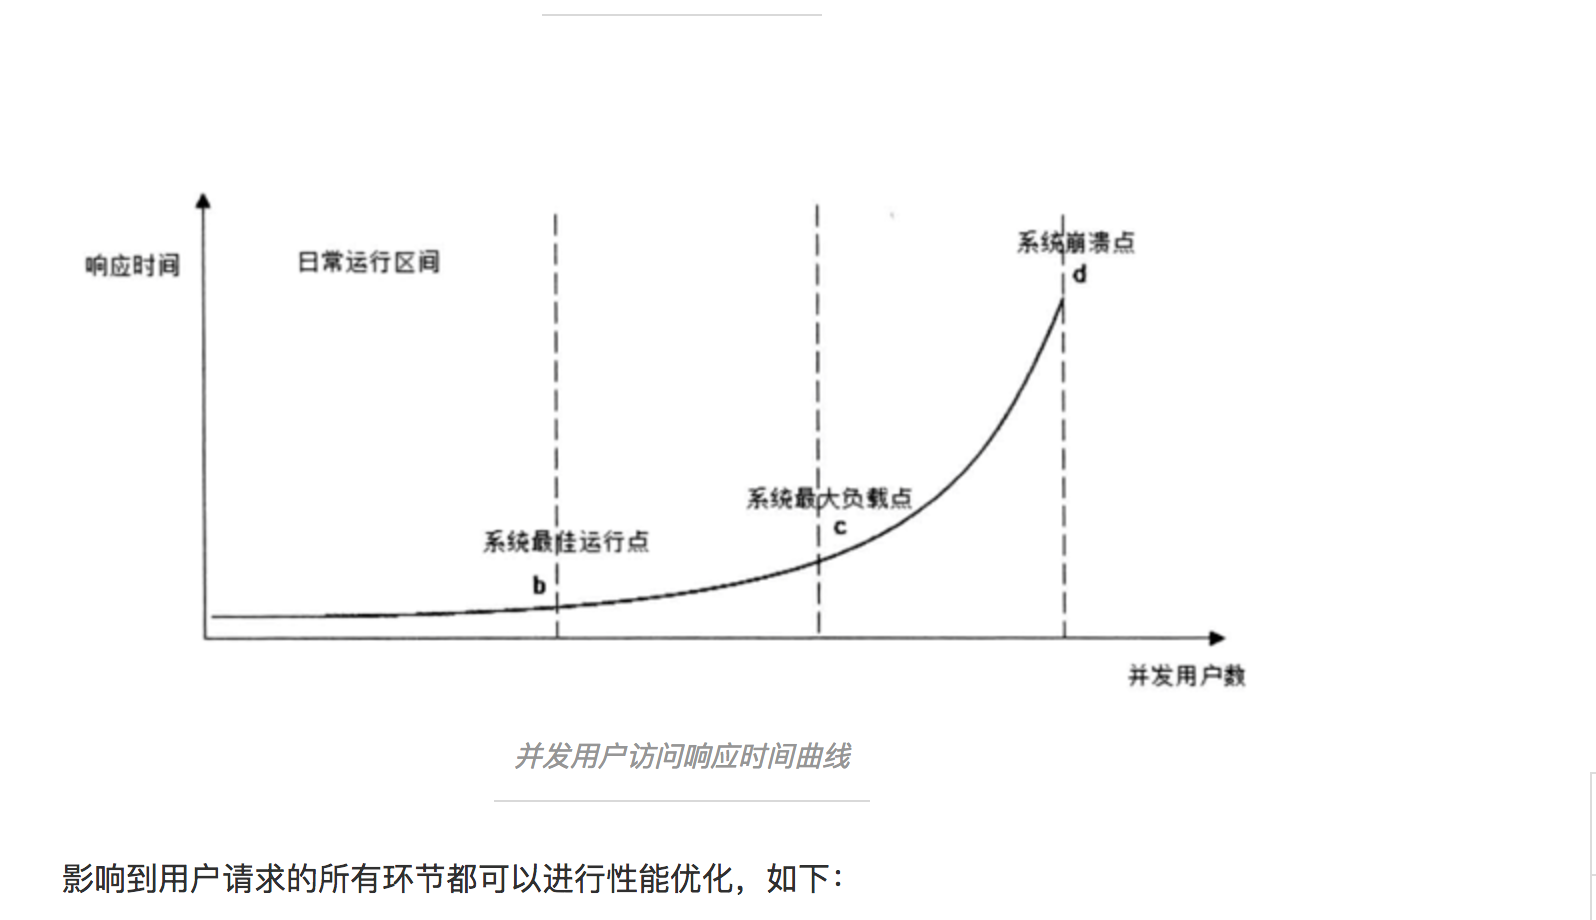 响应时间
日常运行区间
系统崩溃点
d
系统最大负载点
c
系统最佳运行点
b
并发用户数
并发用户访问响应时间曲线
影响到用户请求的所有环节都可以进行性能优化，如下：